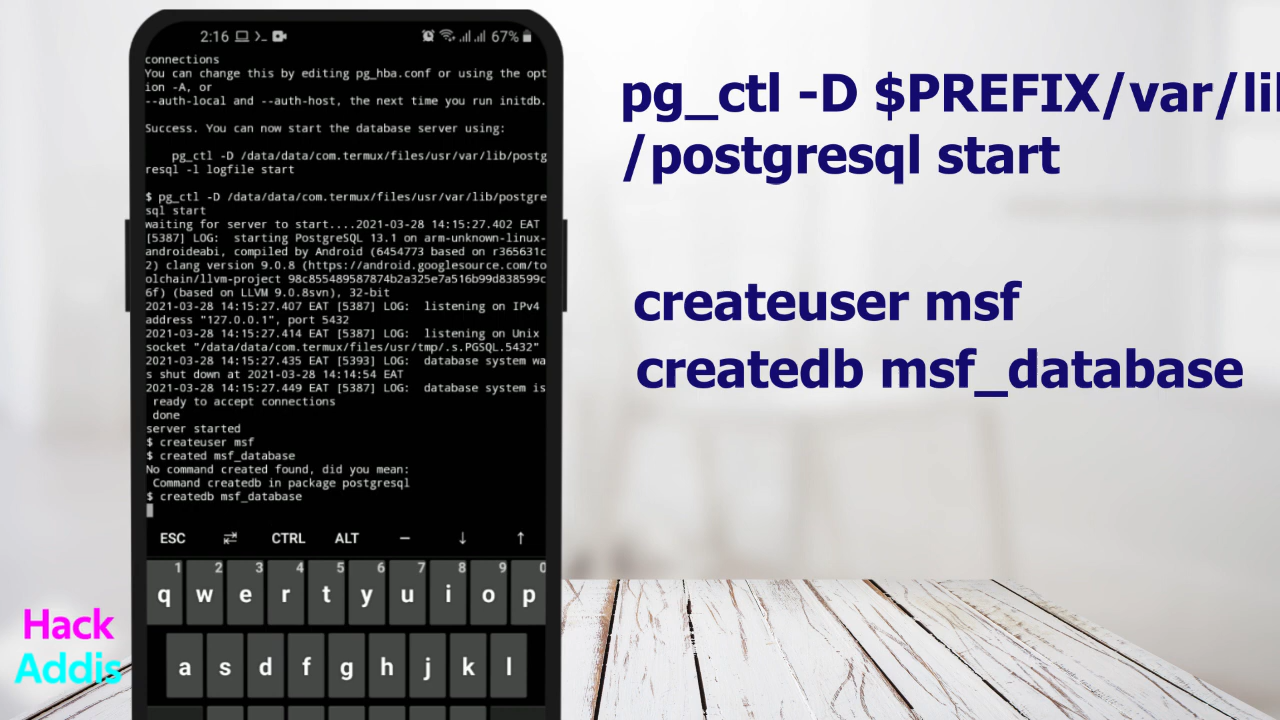 2:16 67%
connections
You can change this by editing pg_hba.conf or using the opt
ion -A, or
--auth-local and --auth-host, the next time you run initdb.
Success. You can now start the database server using:
pg_ctl -D /data/data/com.termux/files/usr/var/lib/postg
resql -l logfile start
$ pg_ctl -D /data/data/com.termux/files/usr/var/lib/postgre
sql start
waiting for server to start....2021-03-28 14:15:27.402 EAT
[5387] LOG:  starting PostgreSQL 13.1 on arm-unknown-linux-
androideabi, compiled by Android (6454773 based on r365631c
2) clang version 9.0.8 (https://android.googlesource.com/to
olchain/llvm-project 98c855489587874b2a325e7a516b99d838599c
6f) (based on LLVM 9.0.8svn), 32-bit
2021-03-28 14:15:27.407 EAT [5387] LOG:  listening on IPv4
address "127.0.0.1", port 5432
2021-03-28 14:15:27.414 EAT [5387] LOG:  listening on Unix
socket "/data/data/com.termux/files/usr/tmp/.s.PGSQL.5432"
2021-03-28 14:15:27.435 EAT [5393] LOG:  database system wa
s shut down at 2021-03-28 14:14:54 EAT
2021-03-28 14:15:27.449 EAT [5387] LOG:  database system is
ready to accept connections
done
server started
$ createuser msf
$ created msf_database
No command created found, did you mean:
Command createdb in package postgresql
$ createdb msf_database
ESC ⇄ CTRL ALT – ↓ ↑
1 2 3 4 5 6 7 8 9 0
q w e r t y u i o p
a s d f g h j k l
pg_ctl -D $PREFIX/var/lib
/postgresql start
createuser msf
createdb msf_database
Hack
Addis